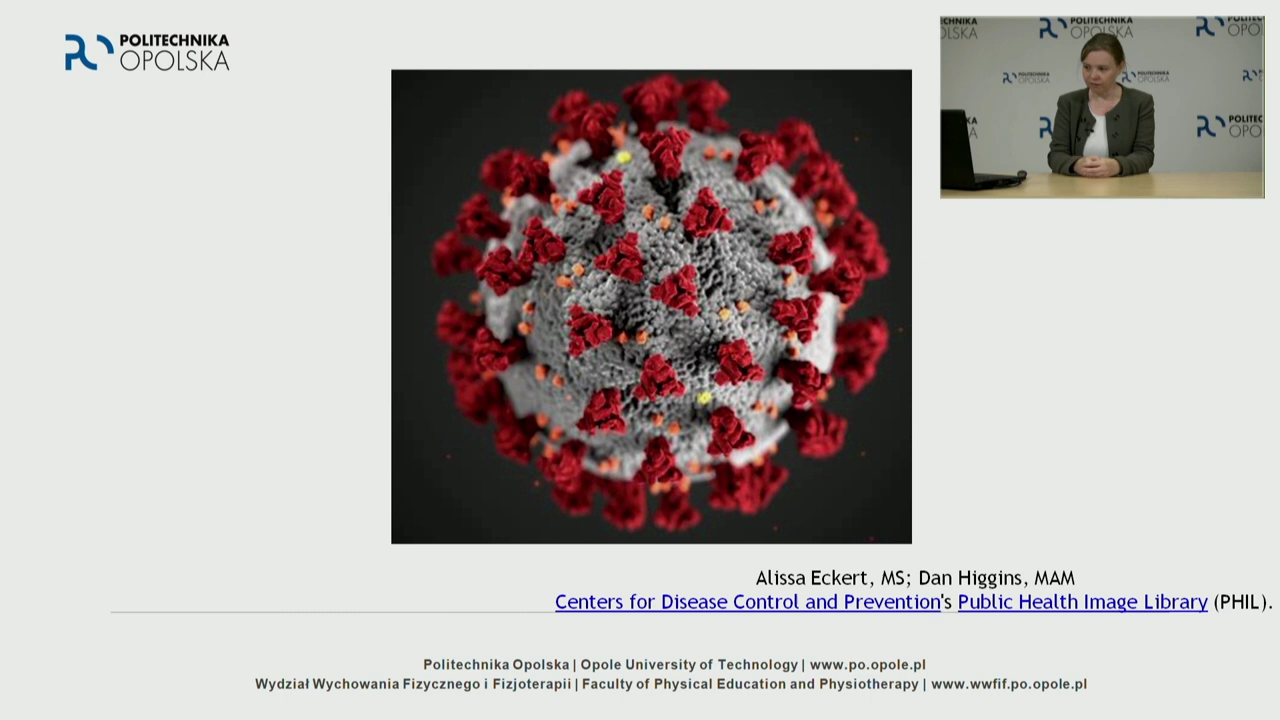 POLITECHNIKA
OPOLSKA
Alissa Eckert, MS; Dan Higgins, MAM
Centers for Disease Control and Prevention's Public Health Image Library (PHIL).
Politechnika Opolska | Opole University of Technology | www.po.opole.pl
Wydział Wychowania Fizycznego i Fizjoterapii | Faculty of Physical Education and Physiotherapy | www.wwfif.po.opole.pl